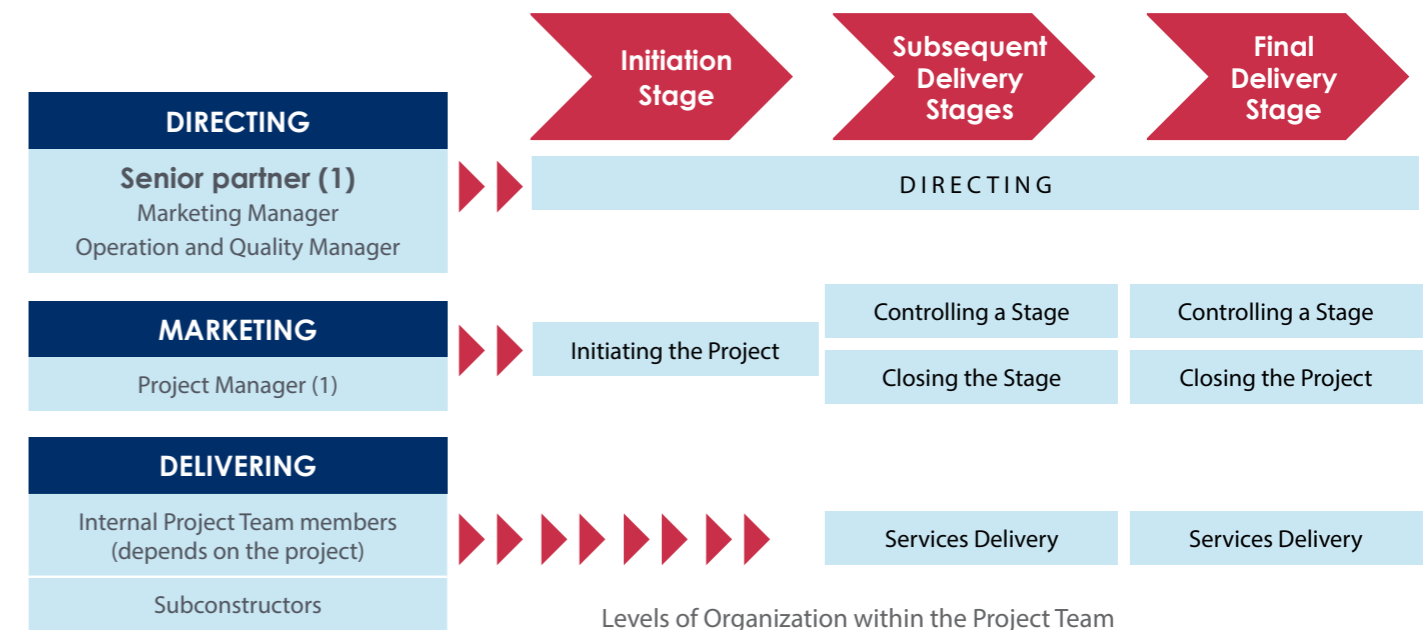 Initiation
Stage
Subsequent
Delivery
Stages
Final
Delivery
Stage
DIRECTING
Senior partner (1)
Marketing Manager
Operation and Quality Manager
DIRECTING
MARKETING
Project Manager (1)
Initiating the Project
Controlling a Stage
Controlling a Stage
Closing the Stage
Closing the Project
DELIVERING
Internal Project Team members
(depends on the project)
Subconstructors
Services Delivery
Services Delivery
Levels of Organization within the Project Team